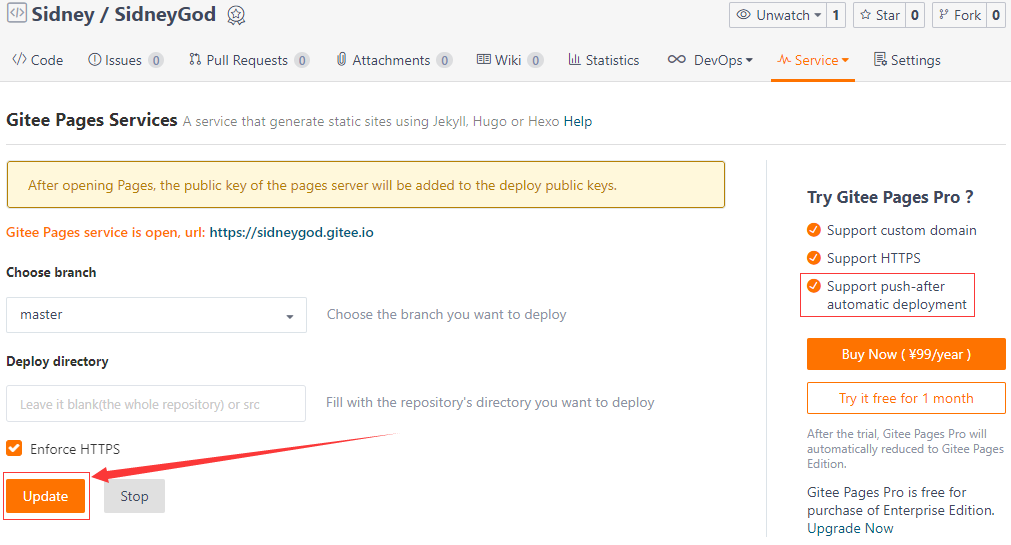 Sidney / SidneyGod
Unwatch 1 Star 0 Fork 0
Code Issues 0 Pull Requests 0 Attachments 0 Wiki 0 Statistics DevOps Service Settings
Gitee Pages Services A service that generate static sites using Jekyll, Hugo or Hexo Help
After opening Pages, the public key of the pages server will be added to the deploy public keys.
Gitee Pages service is open, url: https://sidneygod.gitee.io
Choose branch
master Choose the branch you want to deploy
Deploy directory
Leave it blank(the whole repository) or src Fill with the repository's directory you want to deploy
Enforce HTTPS
Update Stop
Try Gitee Pages Pro ?
Support custom domain
Support HTTPS
Support push-after
automatic deployment
Buy Now ( ¥99/year )
Try it free for 1 month
After the trial, Gitee Pages Pro will
automatically reduced to Gitee Pages
Edition.
Gitee Pages Pro is free for
purchase of Enterprise Edition.
Upgrade Now